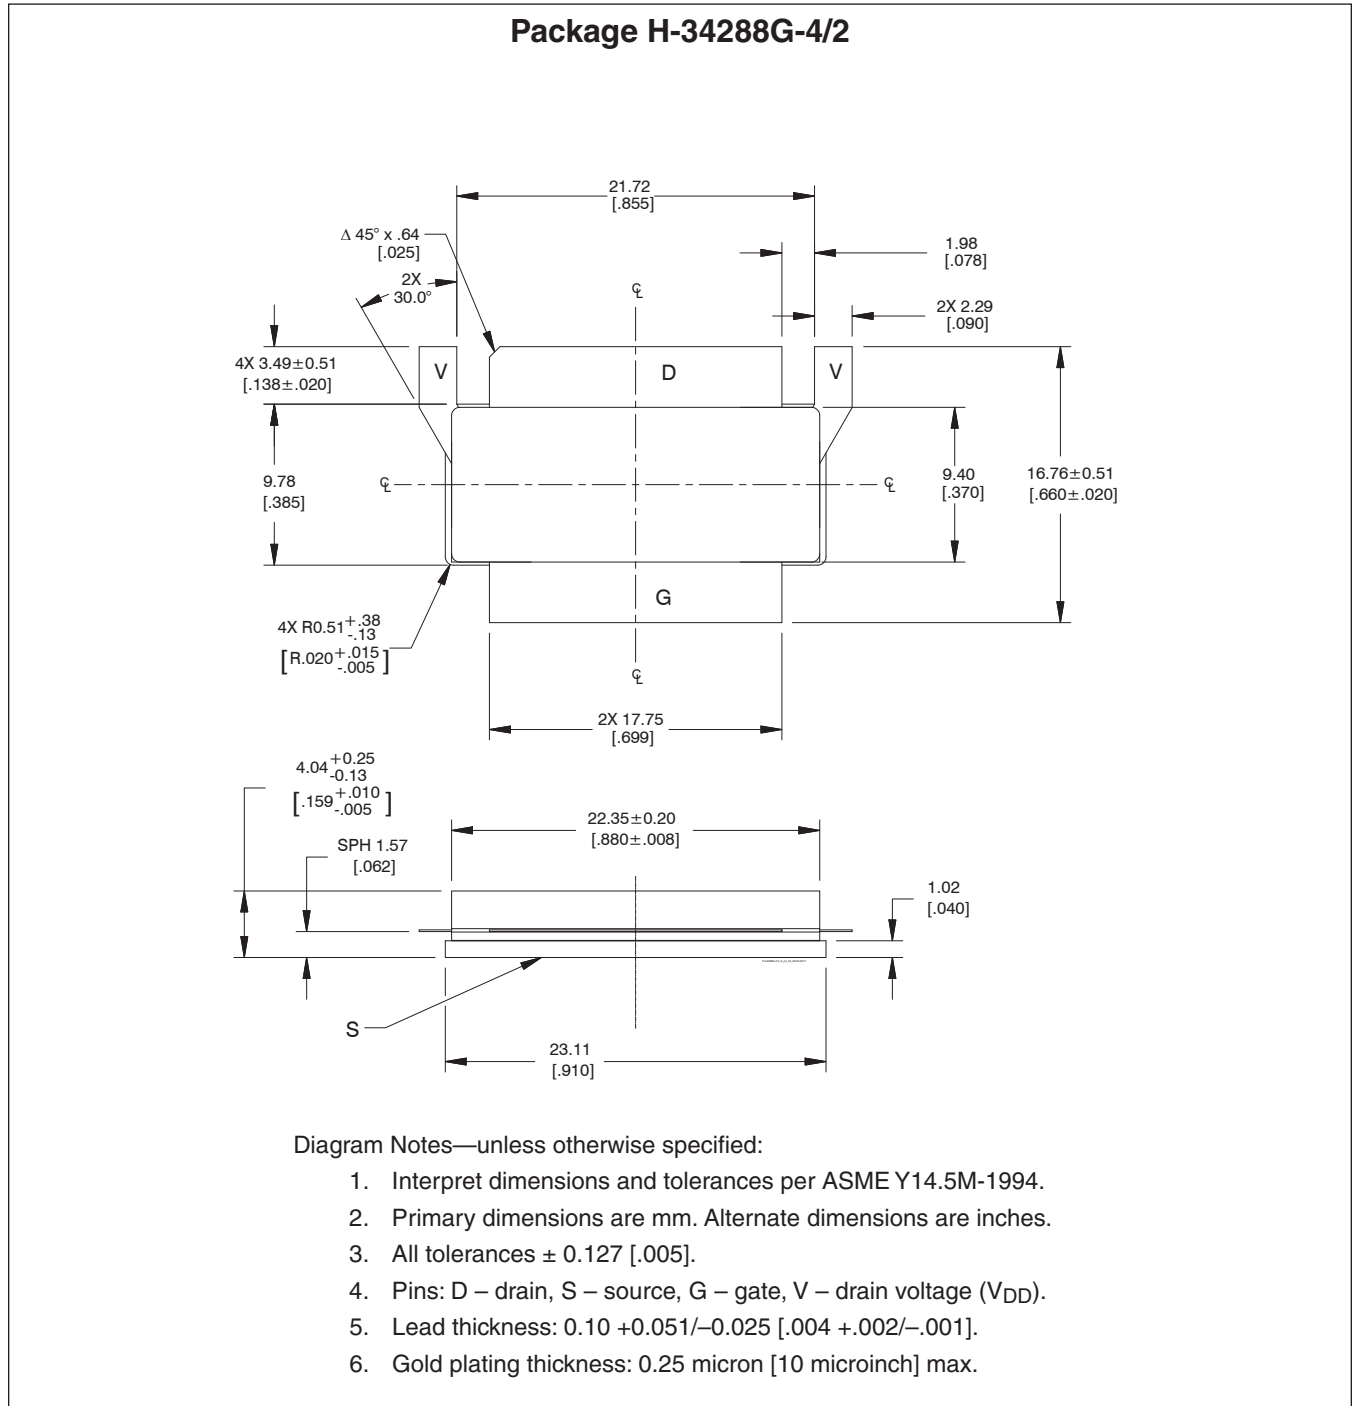 Package H-34288G-4/2
21.72
[.855]
∆ 45° x .64
[.025]
1.98
[.078]
2X
30.0°
℄
2X 2.29
[.090]
4X 3.49±0.51
[.138±.020]
V
D
V
9.78
[.385]
℄
℄
9.40
[.370]
16.76±0.51
[.660±.020]
G
4X R0.51+.38
-.13
[R.020+.015
-.005]
℄
2X 17.75
[.699]
4.04+0.25
-0.13
[.159+.010
-.005]
22.35±0.20
[.880±.008]
SPH 1.57
[.062]
1.02
[.040]
S
23.11
[.910]
Diagram Notes—unless otherwise specified:
1. Interpret dimensions and tolerances per ASME Y14.5M-1994.
2. Primary dimensions are mm. Alternate dimensions are inches.
3. All tolerances ± 0.127 [.005].
4. Pins: D – drain, S – source, G – gate, V – drain voltage (VDD).
5. Lead thickness: 0.10 +0.051/–0.025 [.004 +.002/–.001].
6. Gold plating thickness: 0.25 micron [10 microinch] max.